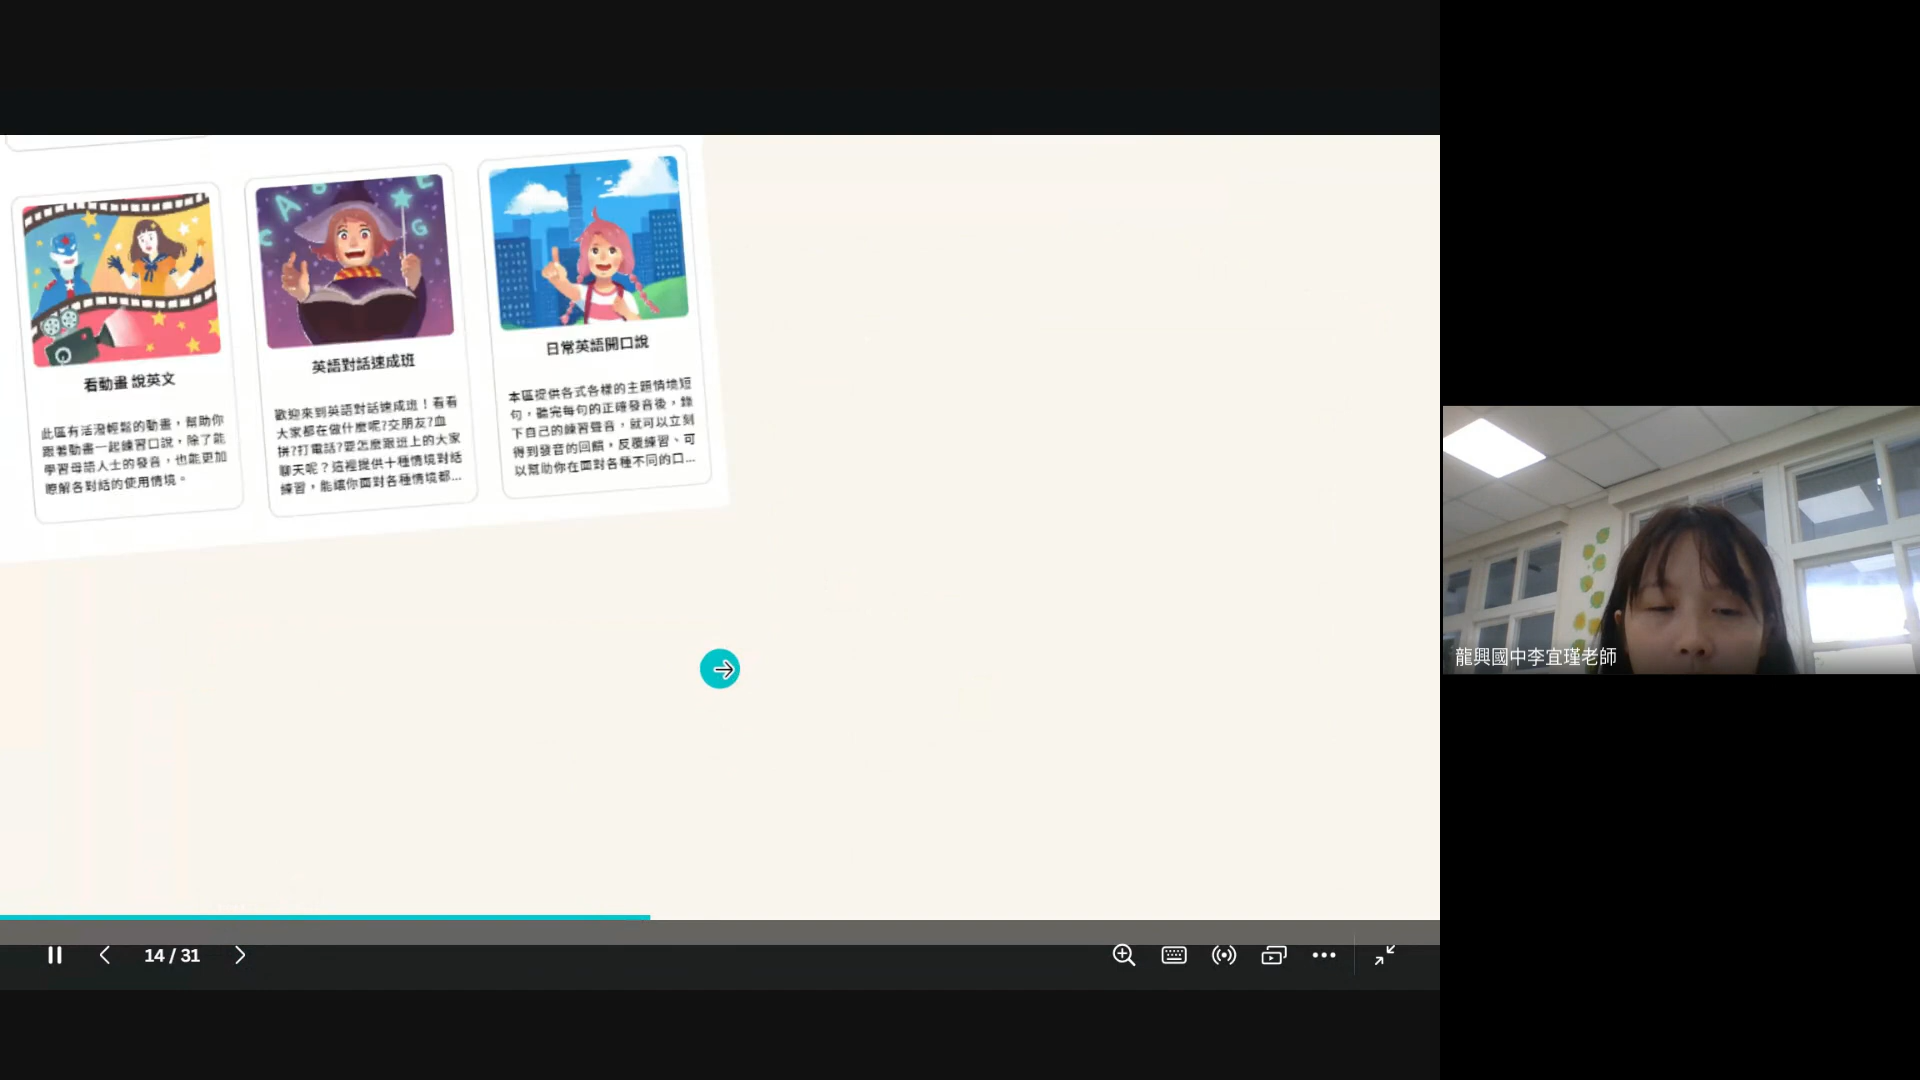 看動畫 說英文
此區有活潑輕鬆的動畫，幫助你
跟著動畫一起練習口說，除了能
學習母語人士的發音，也能更加
瞭解各對話的使用情境。
英語對話速成班
歡迎來到英語對話速成班！看看
大家都在做什麼呢?交朋友?血
拼?打電話?要怎麼跟班上的大家
聊天呢？這裡提供十種情境對話
練習，能讓你面對各種情境都...
日常英語開口說
本區提供各式各樣的主題情境短
句，聽完每句的正確發音後，錄
下自己的練習聲音，就可以立刻
得到發音的回饋，反覆練習、可
以幫助你在面對各種不同的口...
A
B
E
C
G
龍興國中李宜瑾老師
14 / 31